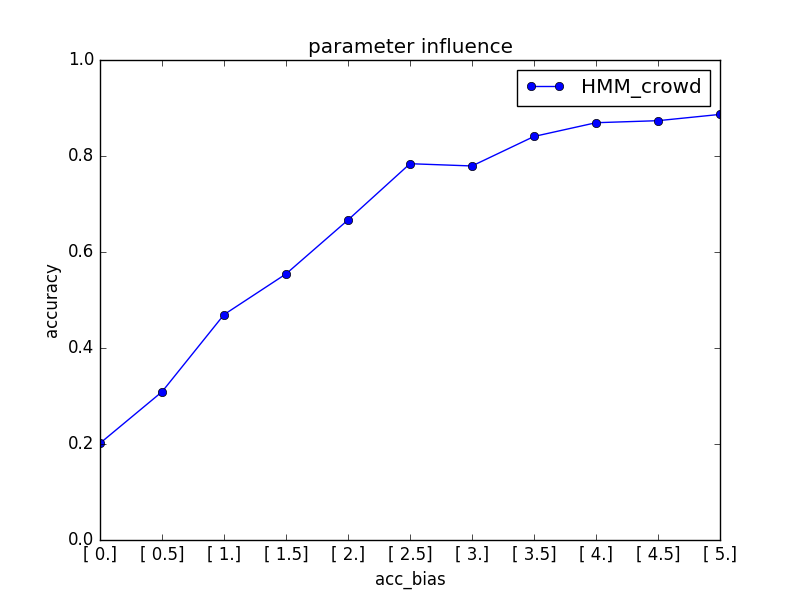 parameter influence
HMM_crowd
accuracy
1.0
0.8
0.6
0.4
0.2
0.0
[ 0.] [ 0.5] [ 1.] [ 1.5] [ 2.] [ 2.5] [ 3.] [ 3.5] [ 4.] [ 4.5] [ 5.]
acc_bias